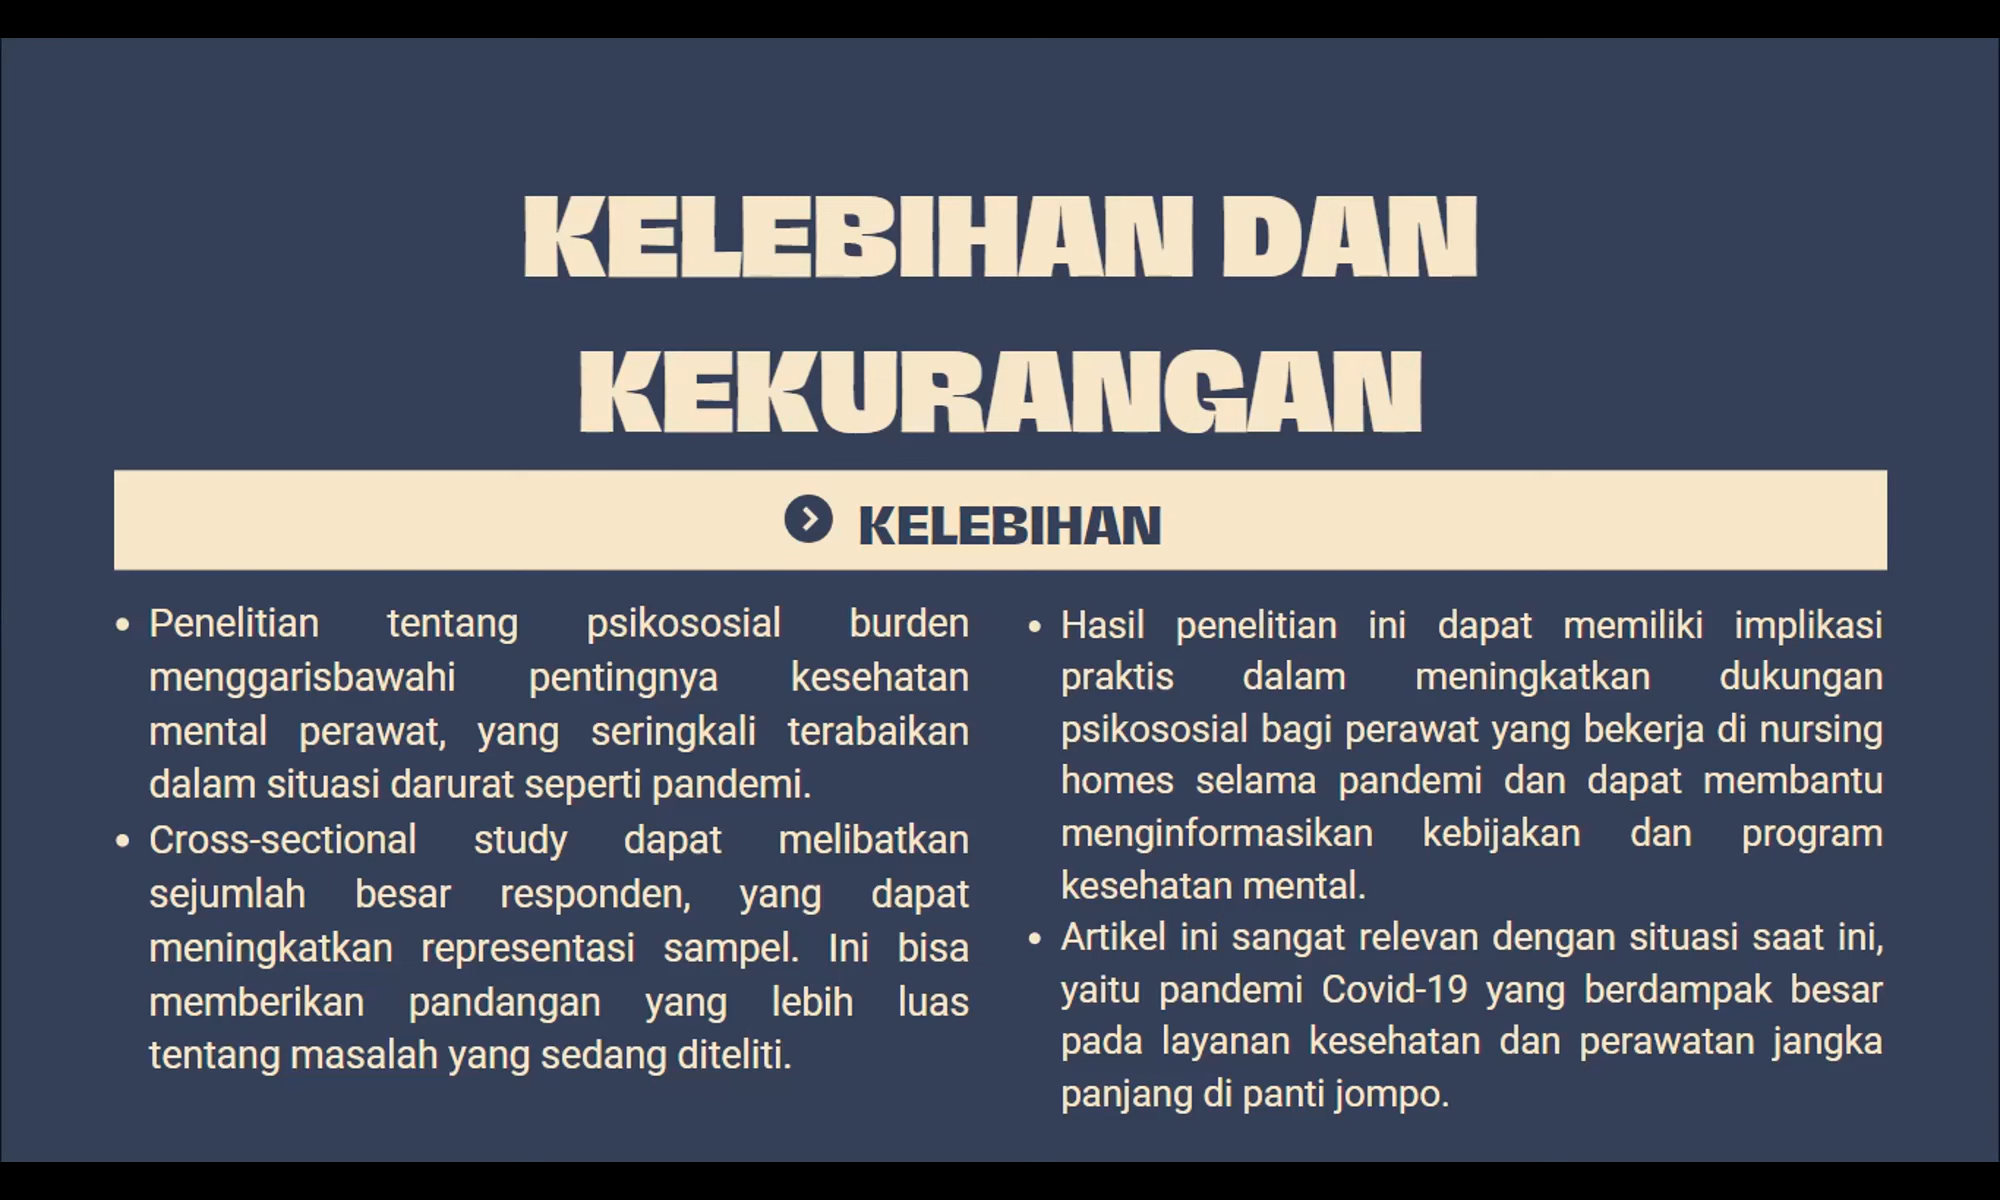 KELEBIHAN DAN
KEKURANGAN
KELEBIHAN
• Penelitian tentang psikososial burden
menggarisbawahi pentingnya kesehatan
mental perawat, yang seringkali terabaikan
dalam situasi darurat seperti pandemi.
• Cross-sectional study dapat melibatkan
sejumlah besar responden, yang dapat
meningkatkan representasi sampel. Ini bisa
memberikan pandangan yang lebih luas
tentang masalah yang sedang diteliti.
• Hasil penelitian ini dapat memiliki implikasi
praktis dalam meningkatkan dukungan
psikososial bagi perawat yang bekerja di nursing
homes selama pandemi dan dapat membantu
menginformasikan kebijakan dan program
kesehatan mental.
• Artikel ini sangat relevan dengan situasi saat ini,
yaitu pandemi Covid-19 yang berdampak besar
pada layanan kesehatan dan perawatan jangka
panjang di panti jompo.